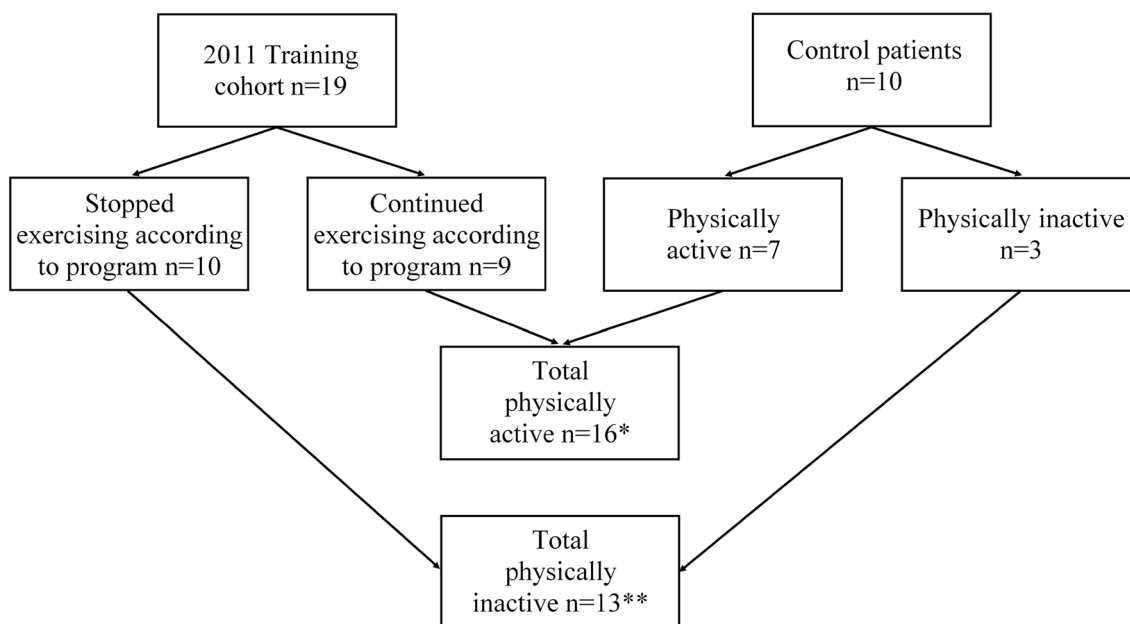 2011 Training
cohort n=19
Control patients
n=10
Stopped
exercising according
to program n=10
Continued
exercising according
to program n=9
Physically
active n=7
Physically inactive
n=3
Total
physically
active n=16*
Total
physically
inactive n=13**